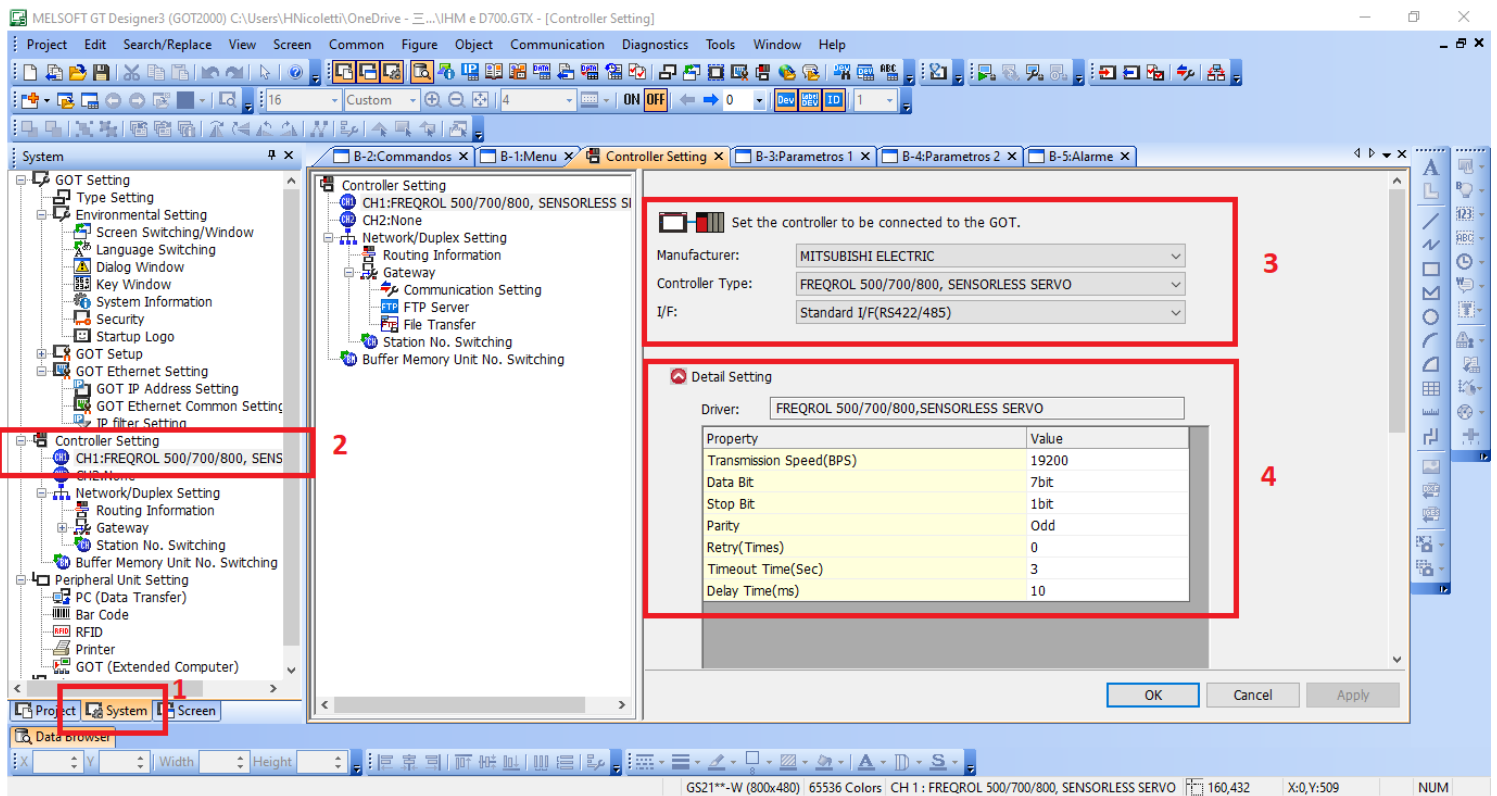 MELSOFT GT Designer3 (GOT2000) C:\Users\HNicoletti\OneDrive - 三...\IHM e D700.GTX - [Controller Setting]
Project Edit Search/Replace View Screen Common Figure Object Communication Diagnostics Tools Window Help
16 Custom 4 ON OFF 0 Dev ID 1
System
B-2:Commandos B-1:Menu Controller Setting B-3:Parametros 1 B-4:Parametros 2 B-5:Alarme
GOT Setting
Type Setting
Environmental Setting
Screen Switching/Window
Language Switching
Dialog Window
Key Window
System Information
Security
Startup Logo
GOT Setup
GOT Ethernet Setting
GOT IP Address Setting
GOT Ethernet Common Setting
IP filter Setting
Controller Setting
CH1:FREQROL 500/700/800, SENS
CH2:None
Network/Duplex Setting
Routing Information
Gateway
Station No. Switching
Buffer Memory Unit No. Switching
Peripheral Unit Setting
PC (Data Transfer)
Bar Code
RFID
Printer
GOT (Extended Computer)
2
1
Project System Screen
Controller Setting
CH1:FREQROL 500/700/800, SENSORLESS SI
CH2:None
Network/Duplex Setting
Routing Information
Gateway
Communication Setting
FTP Server
File Transfer
Station No. Switching
Buffer Memory Unit No. Switching
Set the controller to be connected to the GOT.
Manufacturer: MITSUBISHI ELECTRIC
Controller Type: FREQROL 500/700/800, SENSORLESS SERVO
I/F: Standard I/F(RS422/485)
3
Detail Setting
Driver: FREQROL 500/700/800,SENSORLESS SERVO
Property Value
Transmission Speed(BPS) 19200
Data Bit 7bit
Stop Bit 1bit
Parity Odd
Retry(Times) 0
Timeout Time(Sec) 3
Delay Time(ms) 10
4
OK Cancel Apply
Data Browser
X Y Width Height
GS21**-W (800x480) 65536 Colors CH 1 : FREQROL 500/700/800, SENSORLESS SERVO 160,432 X:0,Y:509 NUM